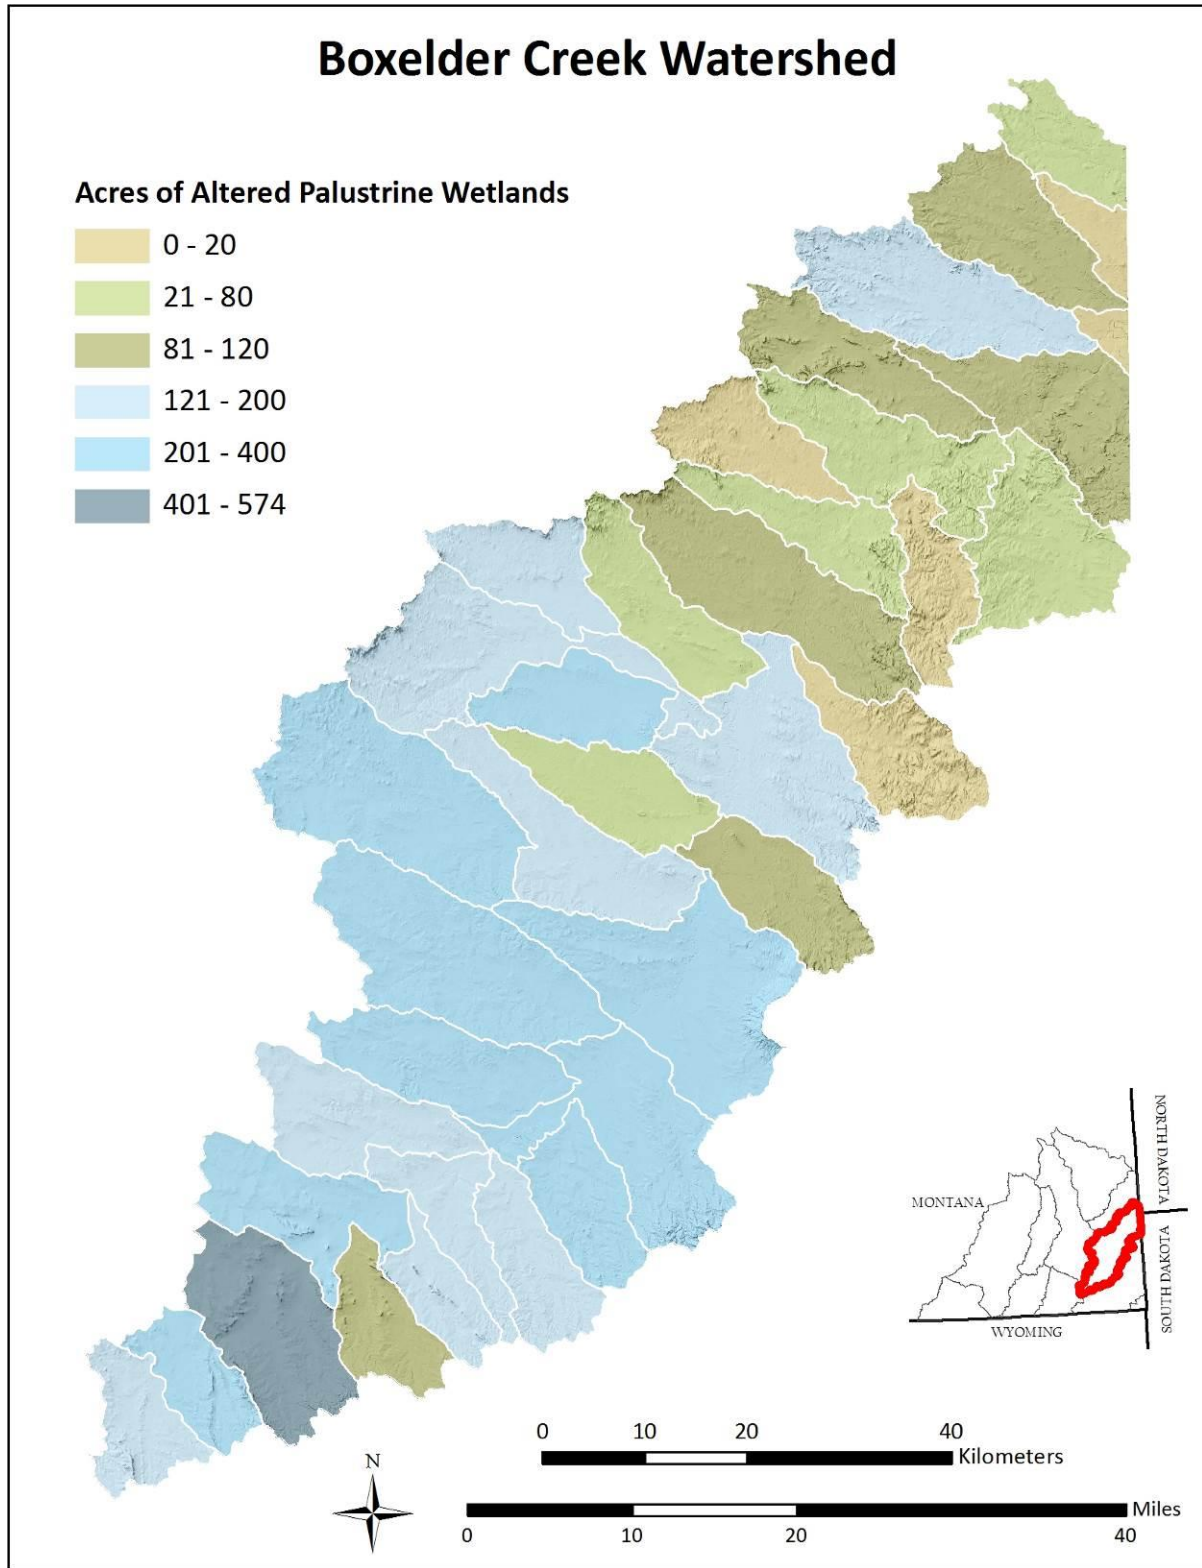 Boxelder Creek Watershed
Acres of Altered Palustrine Wetlands
0 - 20
21 - 80
81 - 120
121 - 200
201 - 400
401 - 574
NORTH DAKOTA
MONTANA
SOUTH DAKOTA
WYOMING
0 10 20 40
Kilometers
N
Miles
0 10 20 40